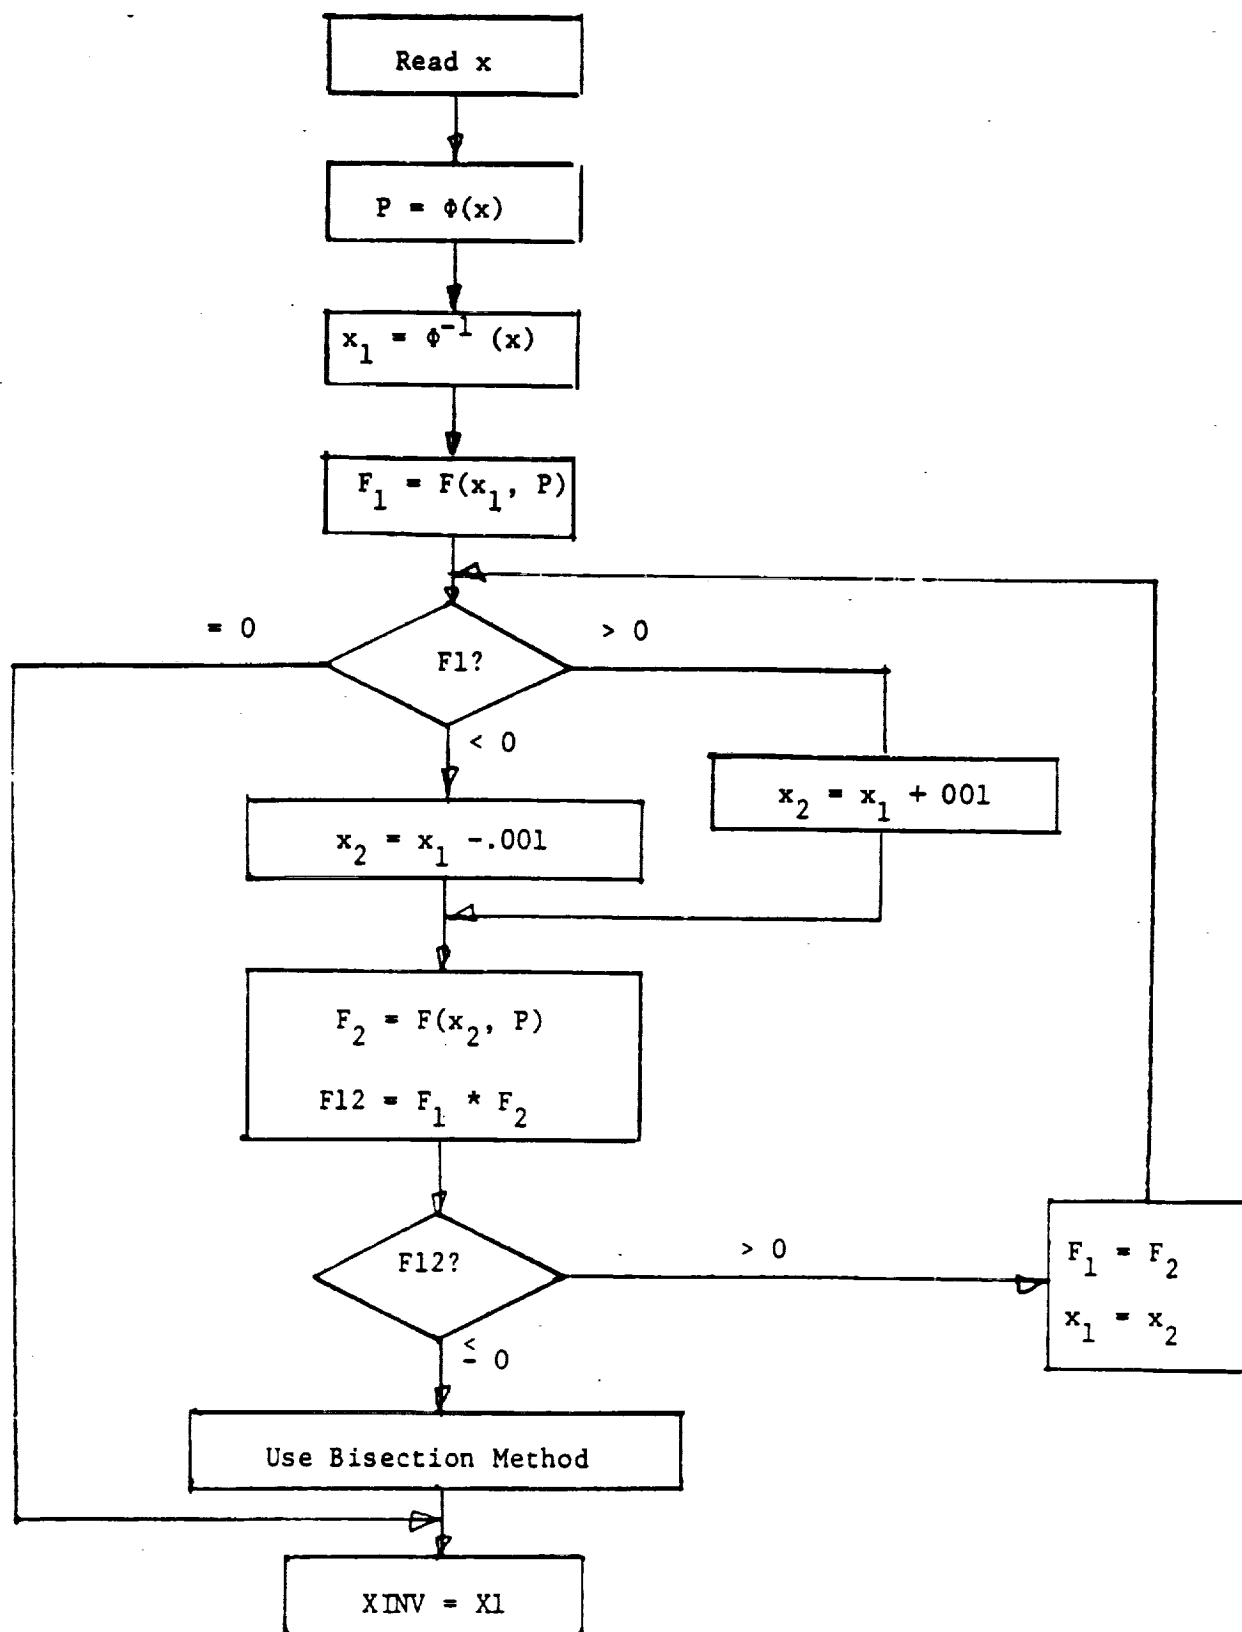 Read x
P = Φ(x)
x₁ = Φ⁻¹ (x)
F₁ = F(x₁, P)
= 0
> 0
F1?
< 0
x₂ = x₁ + 001
x₂ = x₁ -.001
F₂ = F(x₂, P)
F12 = F₁ * F₂
F12?
> 0
F₁ = F₂
x₁ = x₂
≤ 0
Use Bisection Method
XINV = X1